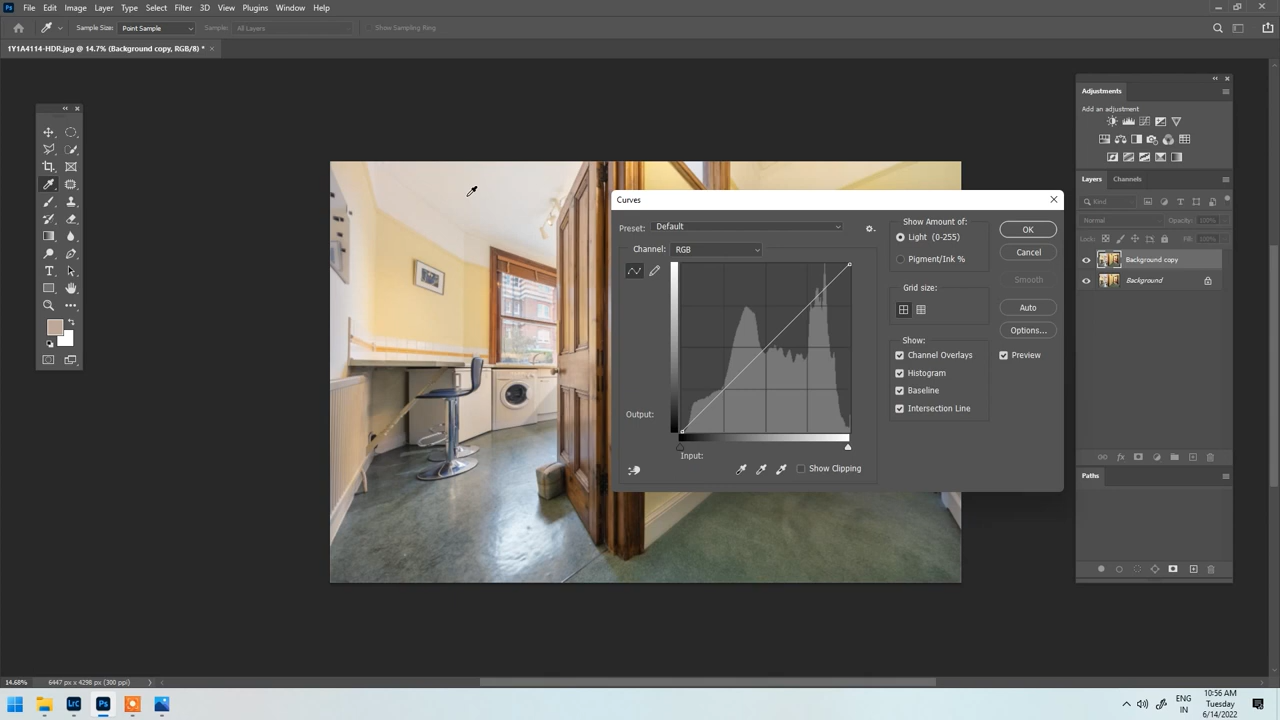 Ps File Edit Image Layer Type Select Filter 3D View Plugins Window Help
Sample Size: Point Sample Sample: All Layers Show Sampling Ring
1Y1A4114-HDR.jpg @ 14.7% (Background copy, RGB/8) *
Adjustments
Add an adjustment
Layers Channels
Kind
Normal Opacity: 100%
Lock: Fill: 100%
Background copy
Background
Paths
Curves
Preset: Default
Channel: RGB
Output:
Input:
Show Clipping
Show Amount of:
Light (0-255)
Pigment/Ink %
Grid size:
Show:
Channel Overlays
Histogram
Baseline
Intersection Line
OK
Cancel
Smooth
Auto
Options...
Preview
14.68% 6447 px x 4298 px (300 ppi)
LrC Ps
ENG
IN
10:56 AM
Tuesday
6/14/2022